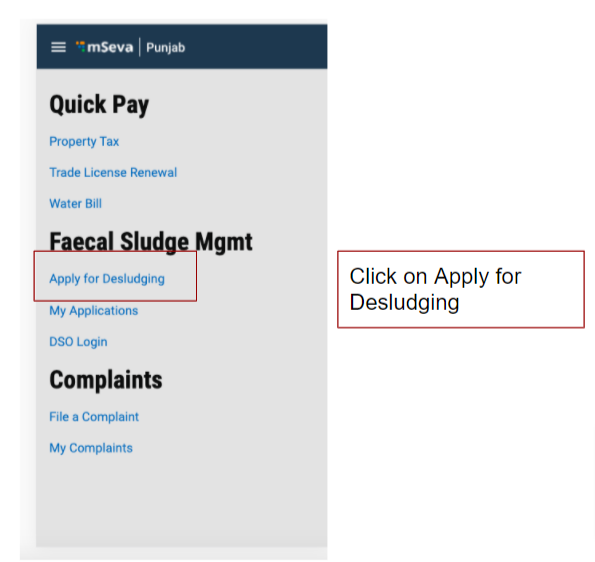 mSeva | Punjab
Quick Pay
Property Tax
Trade License Renewal
Water Bill
Faecal Sludge Mgmt
Apply for Desludging
My Applications
DSO Login
Complaints
File a Complaint
My Complaints
Click on Apply for
Desludging